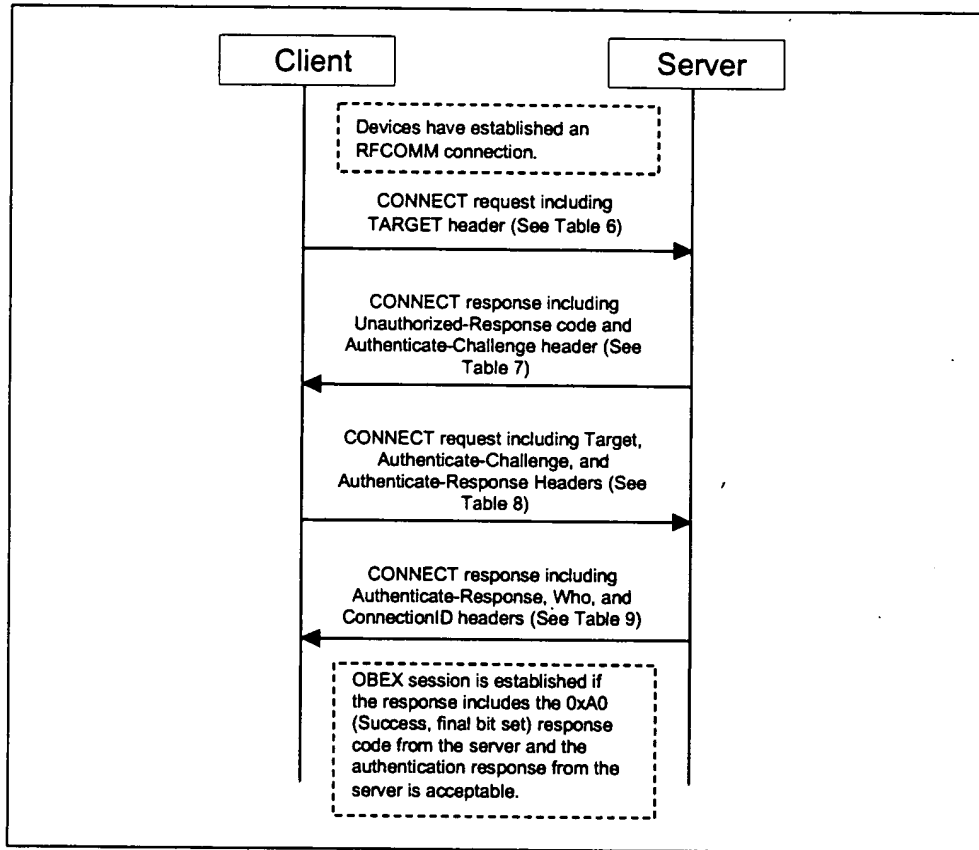 Client
Server
Devices have established an
RFCOMM connection.
CONNECT request including
TARGET header (See Table 6)
CONNECT response including
Unauthorized-Response code and
Authenticate-Challenge header (See
Table 7)
CONNECT request including Target,
Authenticate-Challenge, and
Authenticate-Response Headers (See
Table 8)
CONNECT response including
Authenticate-Response, Who, and
ConnectionID headers (See Table 9)
OBEX session is established if
the response includes the 0xA0
(Success, final bit set) response
code from the server and the
authentication response from the
server is acceptable.